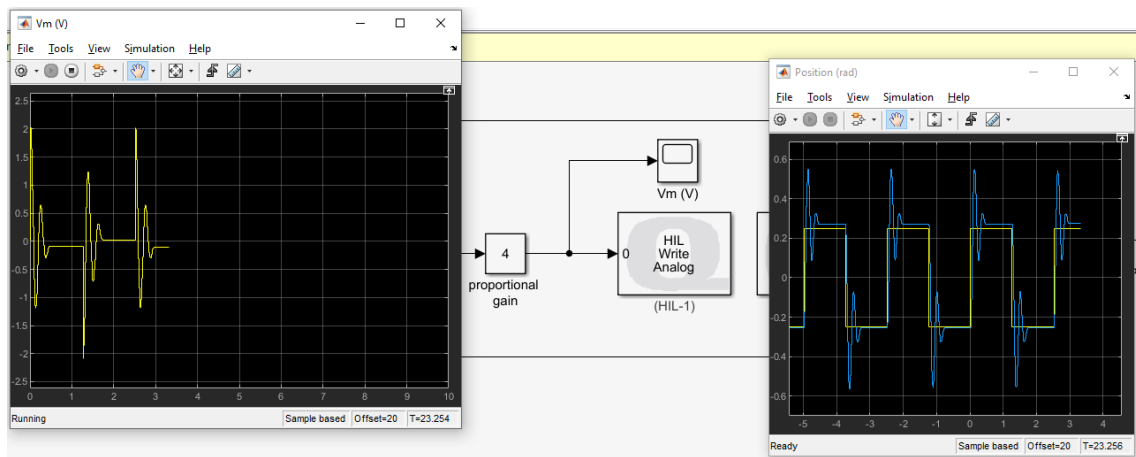 Vm (V)
File Tools View Simulation Help
2.5
2
1.5
1
0.5
0
-0.5
-1
-1.5
-2
-2.5
0 1 2 3 4 5 6 7 8 9 10
Running Sample based Offset=20 T=23.254
4
proportional
gain
Vm (V)
0
HIL
Write
Analog
(HIL-1)
Position (rad)
File Tools View Simulation Help
0.6
0.4
0.2
0
-0.2
-0.4
-0.6
-5 -4 -3 -2 -1 0 1 2 3 4
Ready Sample based Offset=20 T=23.256